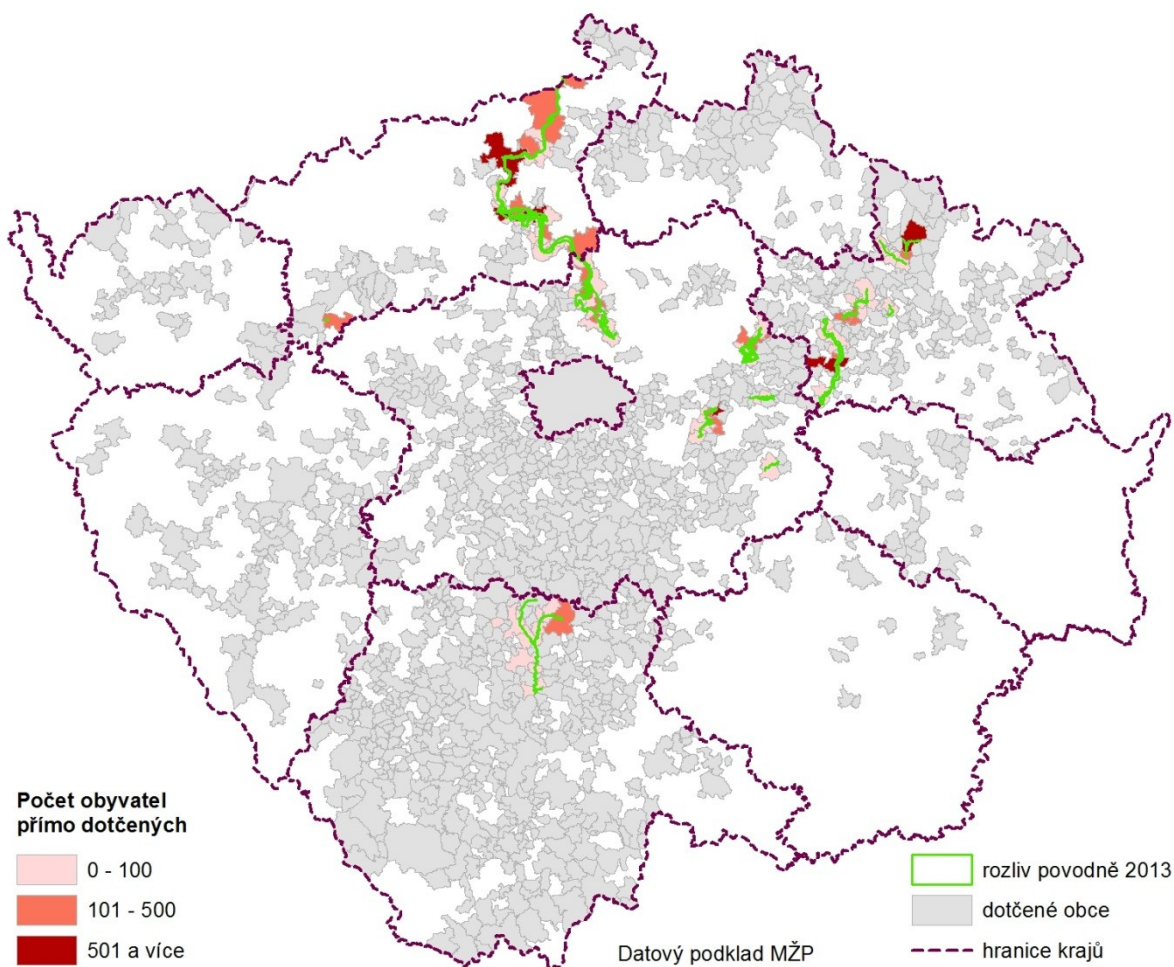 Počet obyvatel
přímo dotčených
0 - 100
101 - 500
501 a více
Datový podklad MŽP
rozliv povodně 2013
dotčené obce
hranice krajů